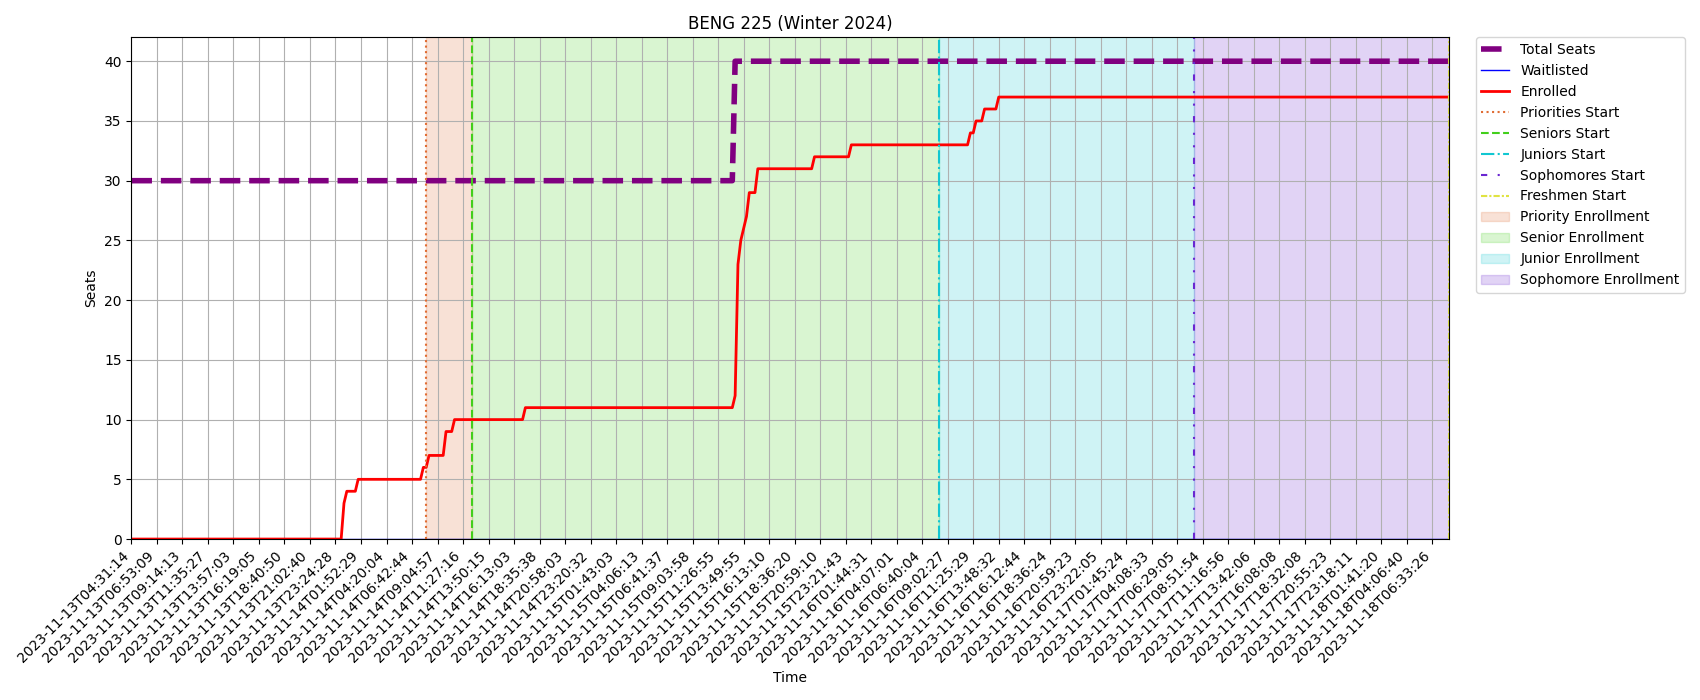 BENG 225 (Winter 2024)
Seats
40
35
30
25
20
15
10
5
0
2023-11-13T04:31:14
2023-11-13T06:53:09
2023-11-13T09:14:13
2023-11-13T11:35:27
2023-11-13T13:57:03
2023-11-13T16:19:05
2023-11-13T18:40:50
2023-11-13T21:02:40
2023-11-13T23:24:28
2023-11-14T01:52:29
2023-11-14T04:20:04
2023-11-14T06:42:44
2023-11-14T09:04:57
2023-11-14T11:27:16
2023-11-14T13:50:15
2023-11-14T16:13:03
2023-11-14T18:35:38
2023-11-14T20:58:03
2023-11-14T23:20:32
2023-11-15T01:43:03
2023-11-15T04:06:13
2023-11-15T06:41:37
2023-11-15T09:03:58
2023-11-15T11:26:55
2023-11-15T13:49:55
2023-11-15T16:13:10
2023-11-15T18:36:20
2023-11-15T20:59:10
2023-11-15T23:21:43
2023-11-16T01:44:31
2023-11-16T04:07:01
2023-11-16T06:40:04
2023-11-16T09:02:27
2023-11-16T11:25:29
2023-11-16T13:48:32
2023-11-16T16:12:44
2023-11-16T18:36:24
2023-11-16T20:59:23
2023-11-16T23:22:05
2023-11-17T01:45:24
2023-11-17T04:08:33
2023-11-17T06:29:05
2023-11-17T08:51:54
2023-11-17T11:16:56
2023-11-17T13:42:06
2023-11-17T16:08:08
2023-11-17T18:32:08
2023-11-17T20:55:23
2023-11-17T23:18:11
2023-11-18T01:41:20
2023-11-18T04:06:40
2023-11-18T06:33:26
Time
Total Seats
Waitlisted
Enrolled
Priorities Start
Seniors Start
Juniors Start
Sophomores Start
Freshmen Start
Priority Enrollment
Senior Enrollment
Junior Enrollment
Sophomore Enrollment